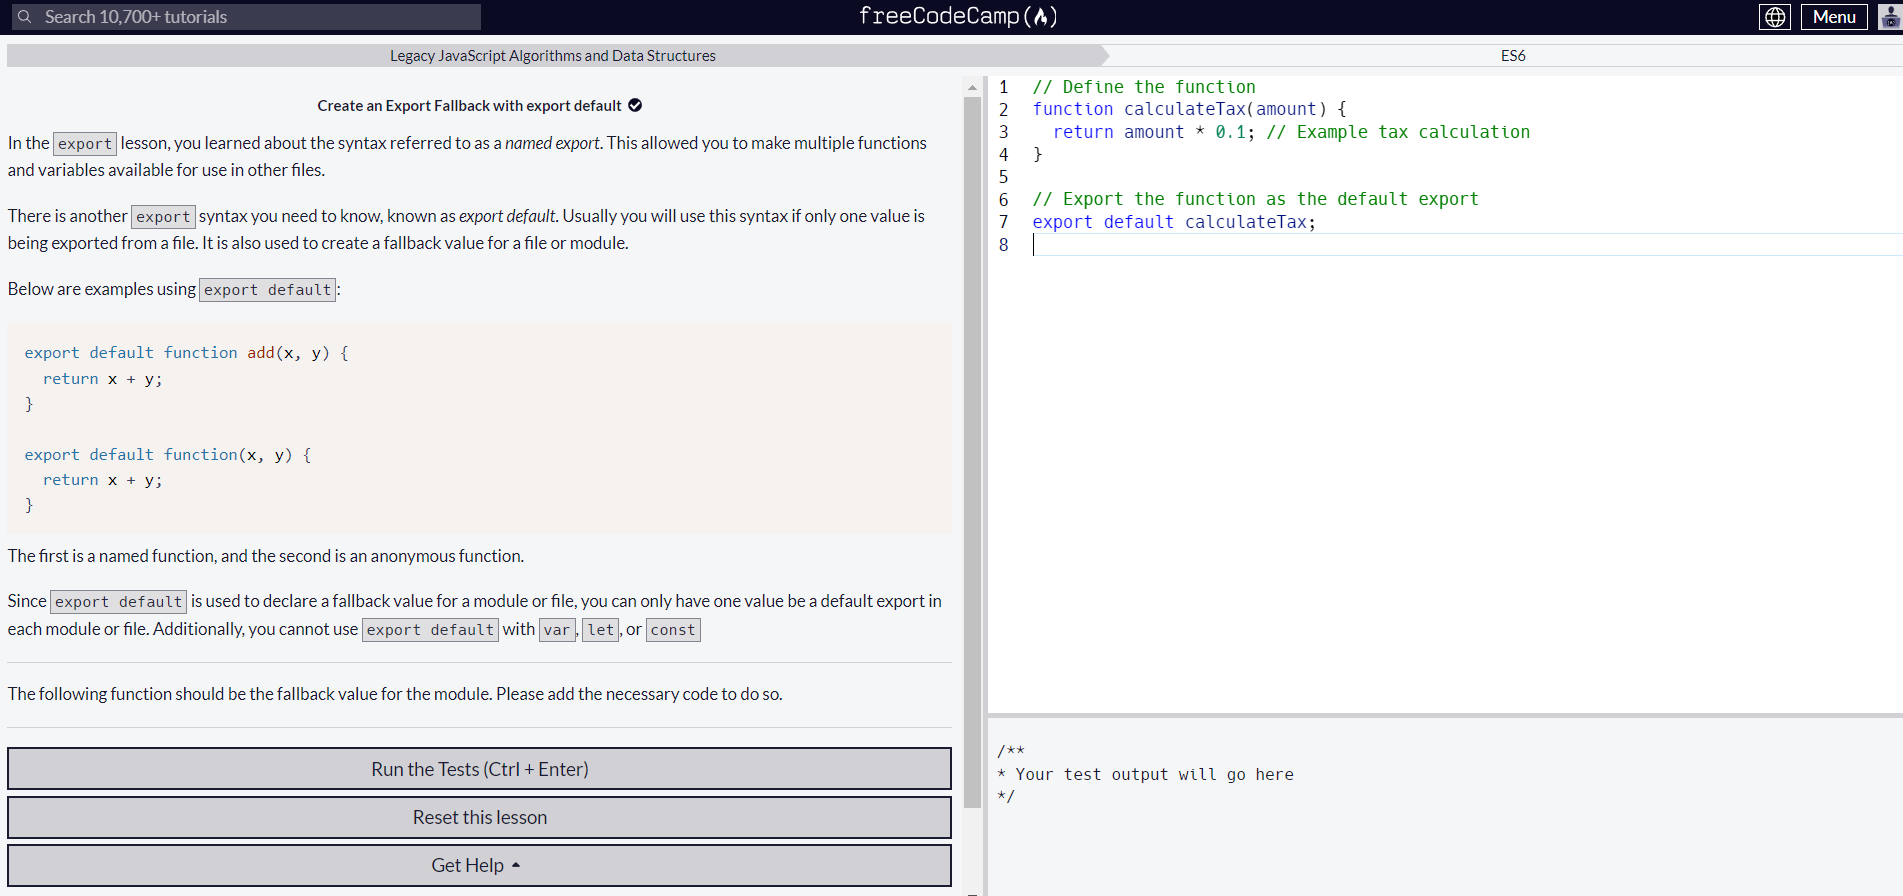 Search 10,700+ tutorials
freeCodeCamp
Menu
Legacy JavaScript Algorithms and Data Structures
ES6
Create an Export Fallback with export default
In the export lesson, you learned about the syntax referred to as a named export. This allowed you to make multiple functions
and variables available for use in other files.
There is another export syntax you need to know, known as export default. Usually you will use this syntax if only one value is
being exported from a file. It is also used to create a fallback value for a file or module.
Below are examples using export default:
export default function add(x, y) {
return x + y;
}
export default function(x, y) {
return x + y;
}
The first is a named function, and the second is an anonymous function.
Since export default is used to declare a fallback value for a module or file, you can only have one value be a default export in
each module or file. Additionally, you cannot use export default with var, let, or const
The following function should be the fallback value for the module. Please add the necessary code to do so.
Run the Tests (Ctrl + Enter)
Reset this lesson
Get Help
1 // Define the function
2 function calculateTax(amount) {
3 return amount * 0.1; // Example tax calculation
4 }
5
6 // Export the function as the default export
7 export default calculateTax;
8
/**
* Your test output will go here
*/